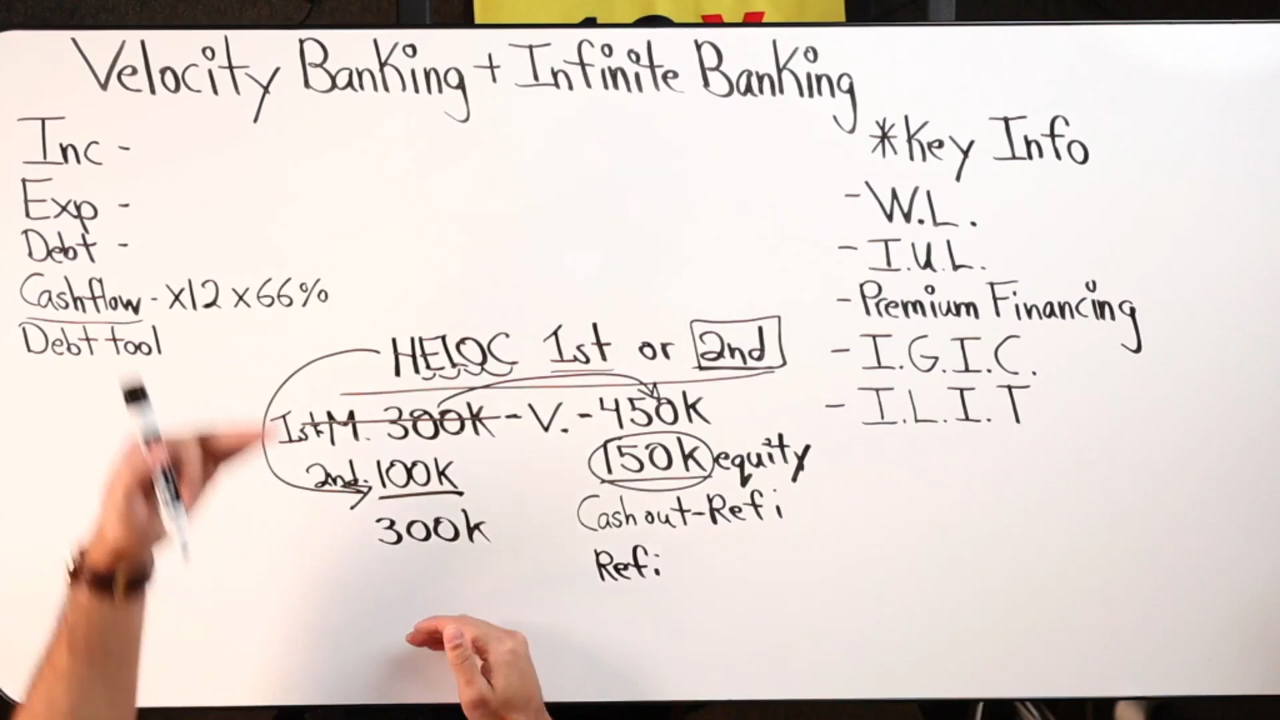 Velocity Banking + Infinite Banking
Inc -
Exp -
Debt -
Cashflow - x12 x 66%
Debt tool
HELOC 1st or 2nd
1st M. 300K - V. - 450K
2nd. 100K
300K
150K equity
Cash out-Refi
Refi
*Key Info
- W.L.
- I.U.L.
- Premium Financing
- I.G.I.C.
- I.L.I.T